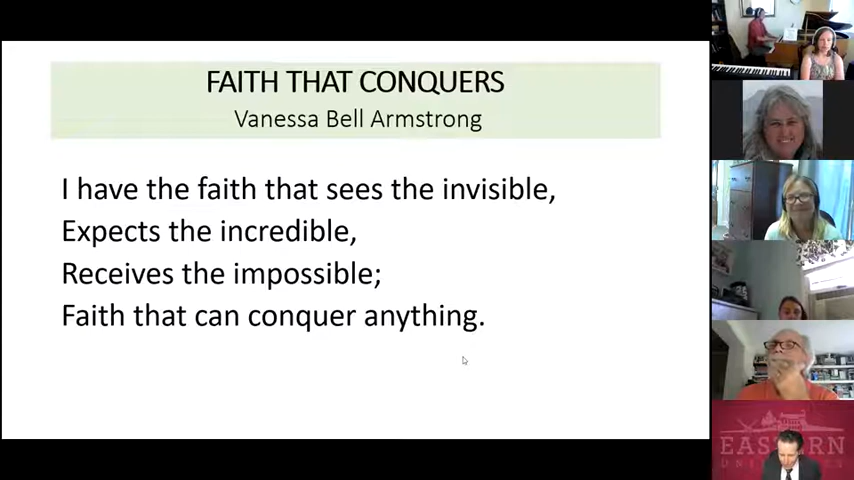 FAITH THAT CONQUERS
Vanessa Bell Armstrong
I have the faith that sees the invisible,
Expects the incredible,
Receives the impossible;
Faith that can conquer anything.
EASTERN